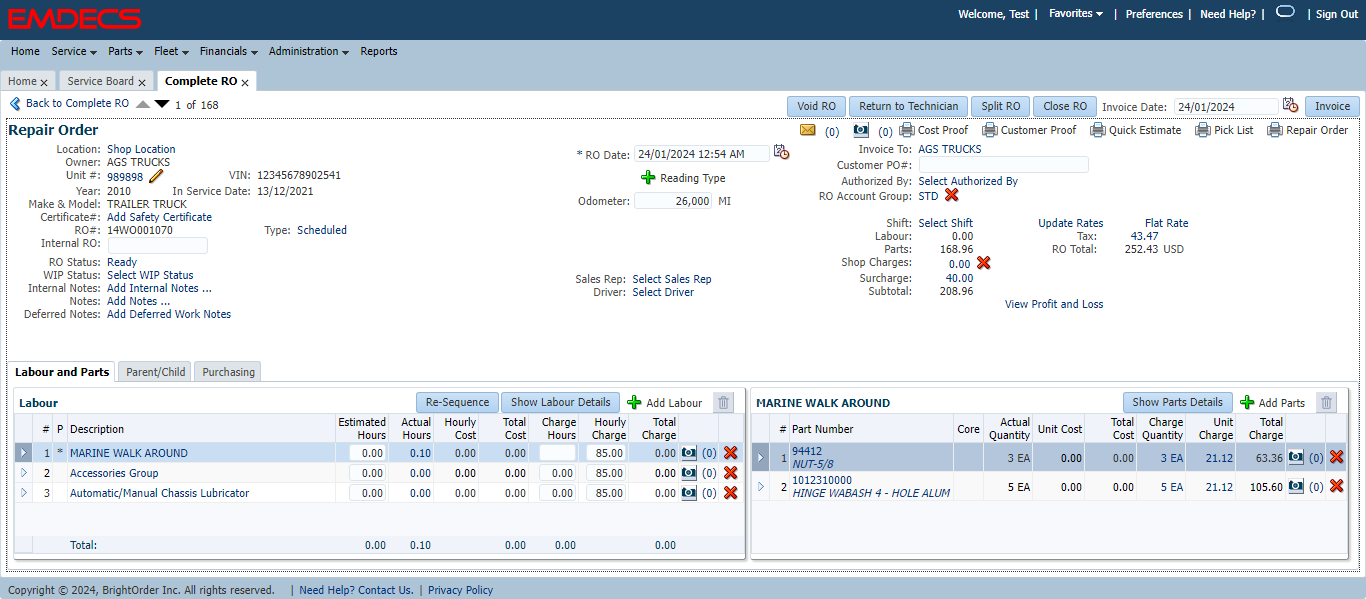 EMDECS
Welcome, Test | Favorites | Preferences | Need Help? | | Sign Out
Home Service Parts Fleet Financials Administration Reports
Home x Service Board x Complete RO x
Back to Complete RO 1 of 168 Void RO Return to Technician Split RO Close RO Invoice Date: 24/01/2024 Invoice
Repair Order (0) (0) Cost Proof Customer Proof Quick Estimate Pick List Repair Order
Location: Shop Location
Owner: AGS TRUCKS
Unit #: 989898 VIN: 12345678902541
Year: 2010 In Service Date: 13/12/2021
Make & Model: TRAILER TRUCK
Certificate#: Add Safety Certificate
RO#: 14WO001070 Type: Scheduled
Internal RO:
RO Status: Ready
WIP Status: Select WIP Status
Internal Notes: Add Internal Notes ...
Notes: Add Notes ...
Deferred Notes: Add Deferred Work Notes
* RO Date: 24/01/2024 12:54 AM
Reading Type
Odometer: 26,000 MI
Sales Rep: Select Sales Rep
Driver: Select Driver
Invoice To: AGS TRUCKS
Customer PO#:
Authorized By: Select Authorized By
RO Account Group: STD
Shift: Select Shift Update Rates Flat Rate
Labour: 0.00 Tax: 43.47
Parts: 168.96 RO Total: 252.43 USD
Shop Charges: 0.00
Surcharge: 40.00
Subtotal: 208.96
View Profit and Loss
Labour and Parts Parent/Child Purchasing
Labour Re-Sequence Show Labour Details Add Labour
# P Description Estimated Hours Actual Hours Hourly Cost Total Cost Charge Hours Hourly Charge Total Charge
1 * MARINE WALK AROUND 0.00 0.10 0.00 0.00 85.00 0.00 (0)
2 Accessories Group 0.00 0.00 0.00 0.00 0.00 85.00 0.00 (0)
3 Automatic/Manual Chassis Lubricator 0.00 0.00 0.00 0.00 0.00 85.00 0.00 (0)
Total: 0.00 0.10 0.00 0.00 0.00
MARINE WALK AROUND Show Parts Details Add Parts
# Part Number Core Actual Quantity Unit Cost Total Cost Charge Quantity Unit Charge Total Charge
1 94412 3 EA 0.00 0.00 3 EA 21.12 63.36 (0)
NUT-5/8
2 1012310000 5 EA 0.00 0.00 5 EA 21.12 105.60 (0)
HINGE WABASH 4 - HOLE ALUM
Copyright © 2024, BrightOrder Inc. All rights reserved. | Need Help? Contact Us. | Privacy Policy